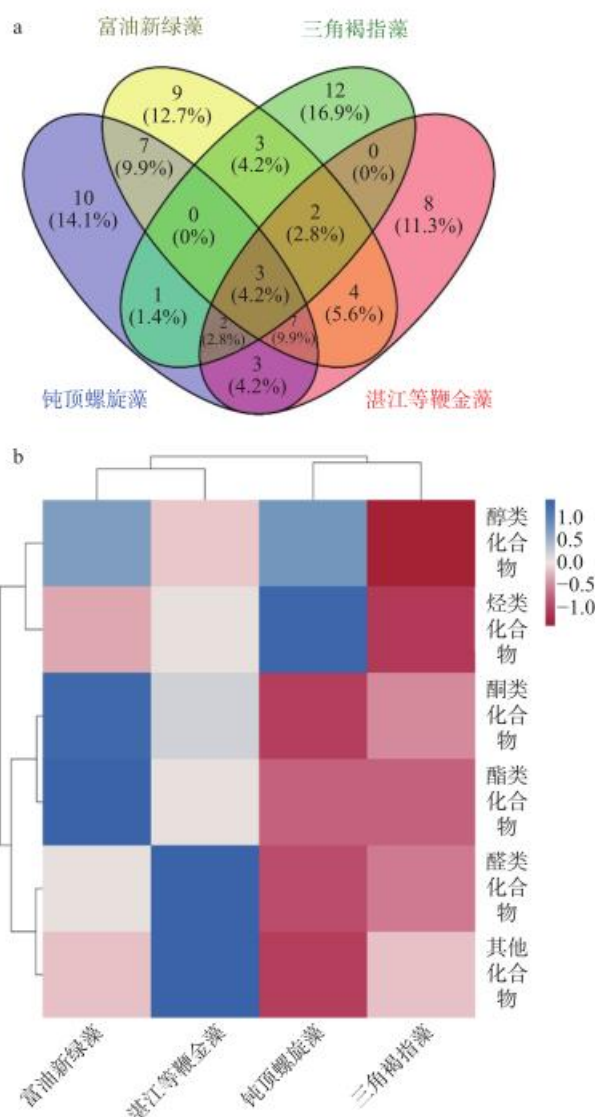 a
富油新绿藻 三角褐指藻
9
(12.7%)
12
(16.9%)
7
(9.9%)
3
(4.2%)
0
(0%)
10
(14.1%)
0
(0%)
2
(2.8%)
8
(11.3%)
3
(4.2%)
1
(1.4%)
4
(5.6%)
2
(2.8%)
7
(9.9%)
3
(4.2%)
钝顶螺旋藻 湛江等鞭金藻
b
醇类
化合
物
烃类
化合
物
酮类
化合
物
酯类
化合
物
醛类
化合
物
其他
化合
物
1.0
0.5
0.0
−0.5
−1.0
富油新绿藻
湛江等鞭金藻
钝顶螺旋藻
三角褐指藻